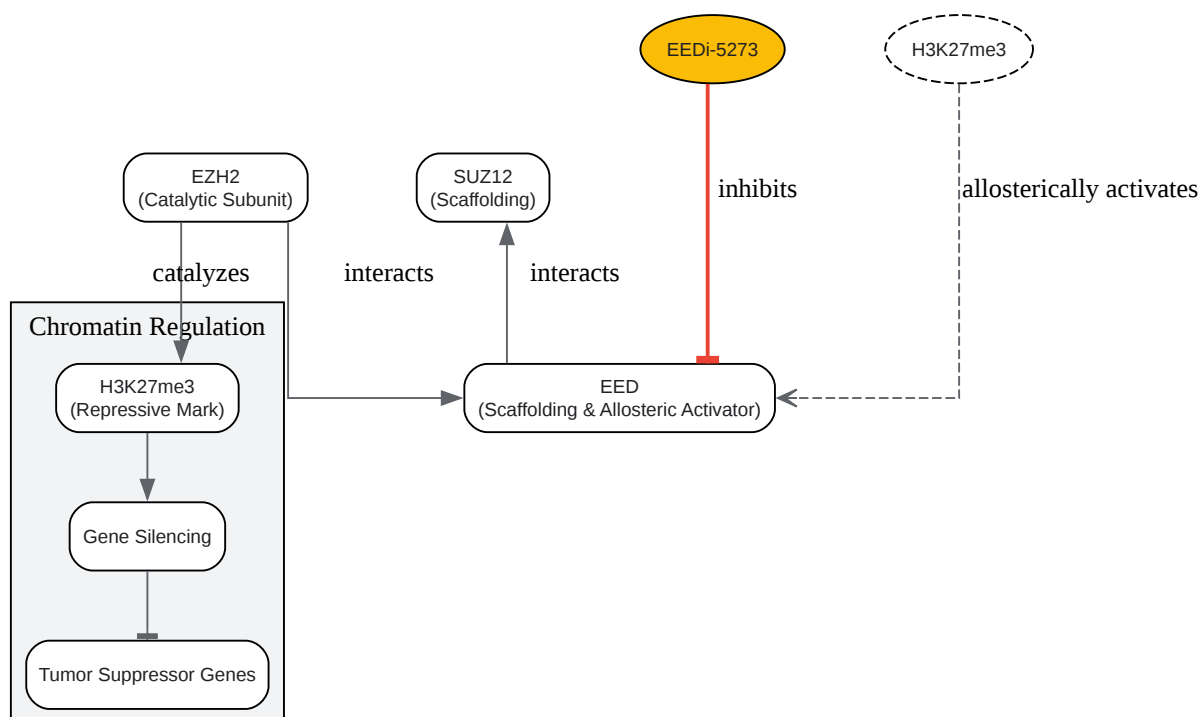 EEDi-5273
H3K27me3
EZH2
(Catalytic Subunit)
SUZ12
(Scaffolding)
inhibits
allosterically activates
catalyzes
interacts
interacts
Chromatin Regulation
H3K27me3
(Repressive Mark)
EED
(Scaffolding & Allosteric Activator)
Gene Silencing
Tumor Suppressor Genes